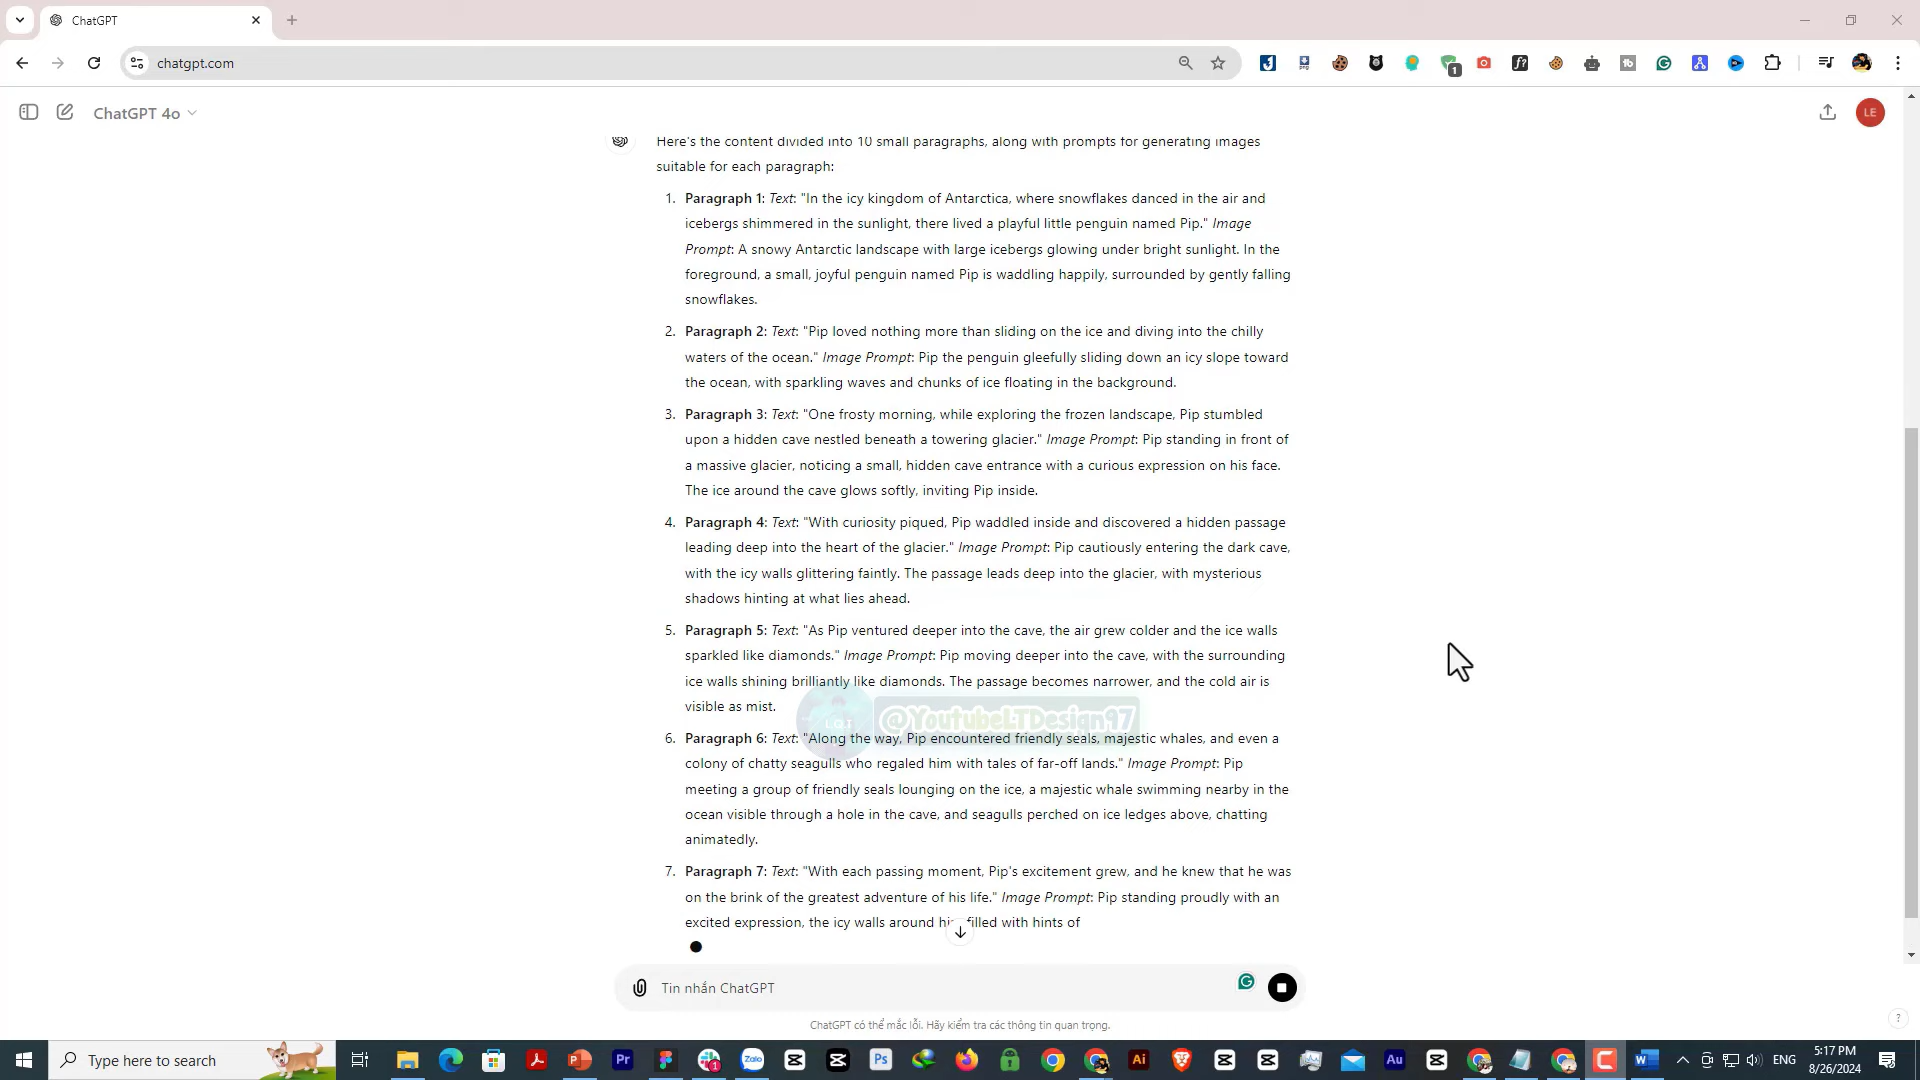 ChatGPT
chatgpt.com
1
ChatGPT 4o
LE
Here's the content divided into 10 small paragraphs, along with prompts for generating images
suitable for each paragraph:
1. Paragraph 1: Text: "In the icy kingdom of Antarctica, where snowflakes danced in the air and
icebergs shimmered in the sunlight, there lived a playful little penguin named Pip." Image
Prompt: A snowy Antarctic landscape with large icebergs glowing under bright sunlight. In the
foreground, a small, joyful penguin named Pip is waddling happily, surrounded by gently falling
snowflakes.
2. Paragraph 2: Text: "Pip loved nothing more than sliding on the ice and diving into the chilly
waters of the ocean." Image Prompt: Pip the penguin gleefully sliding down an icy slope toward
the ocean, with sparkling waves and chunks of ice floating in the background.
3. Paragraph 3: Text: "One frosty morning, while exploring the frozen landscape, Pip stumbled
upon a hidden cave nestled beneath a towering glacier." Image Prompt: Pip standing in front of
a massive glacier, noticing a small, hidden cave entrance with a curious expression on his face.
The ice around the cave glows softly, inviting Pip inside.
4. Paragraph 4: Text: "With curiosity piqued, Pip waddled inside and discovered a hidden passage
leading deep into the heart of the glacier." Image Prompt: Pip cautiously entering the dark cave,
with the icy walls glittering faintly. The passage leads deep into the glacier, with mysterious
shadows hinting at what lies ahead.
5. Paragraph 5: Text: "As Pip ventured deeper into the cave, the air grew colder and the ice walls
sparkled like diamonds." Image Prompt: Pip moving deeper into the cave, with the surrounding
ice walls shining brilliantly like diamonds. The passage becomes narrower, and the cold air is
visible as mist.
@YoutubeLTDesign97
6. Paragraph 6: Text: "Along the way, Pip encountered friendly seals, majestic whales, and even a
colony of chatty seagulls who regaled him with tales of far-off lands." Image Prompt: Pip
meeting a group of friendly seals lounging on the ice, a majestic whale swimming nearby in the
ocean visible through a hole in the cave, and seagulls perched on ice ledges above, chatting
animatedly.
7. Paragraph 7: Text: "With each passing moment, Pip's excitement grew, and he knew that he was
on the brink of the greatest adventure of his life." Image Prompt: Pip standing proudly with an
excited expression, the icy walls around him filled with hints of
Tin nhắn ChatGPT
ChatGPT có thể mắc lỗi. Hãy kiểm tra các thông tin quan trọng.
?
Type here to search
ENG
5:17 PM
8/26/2024